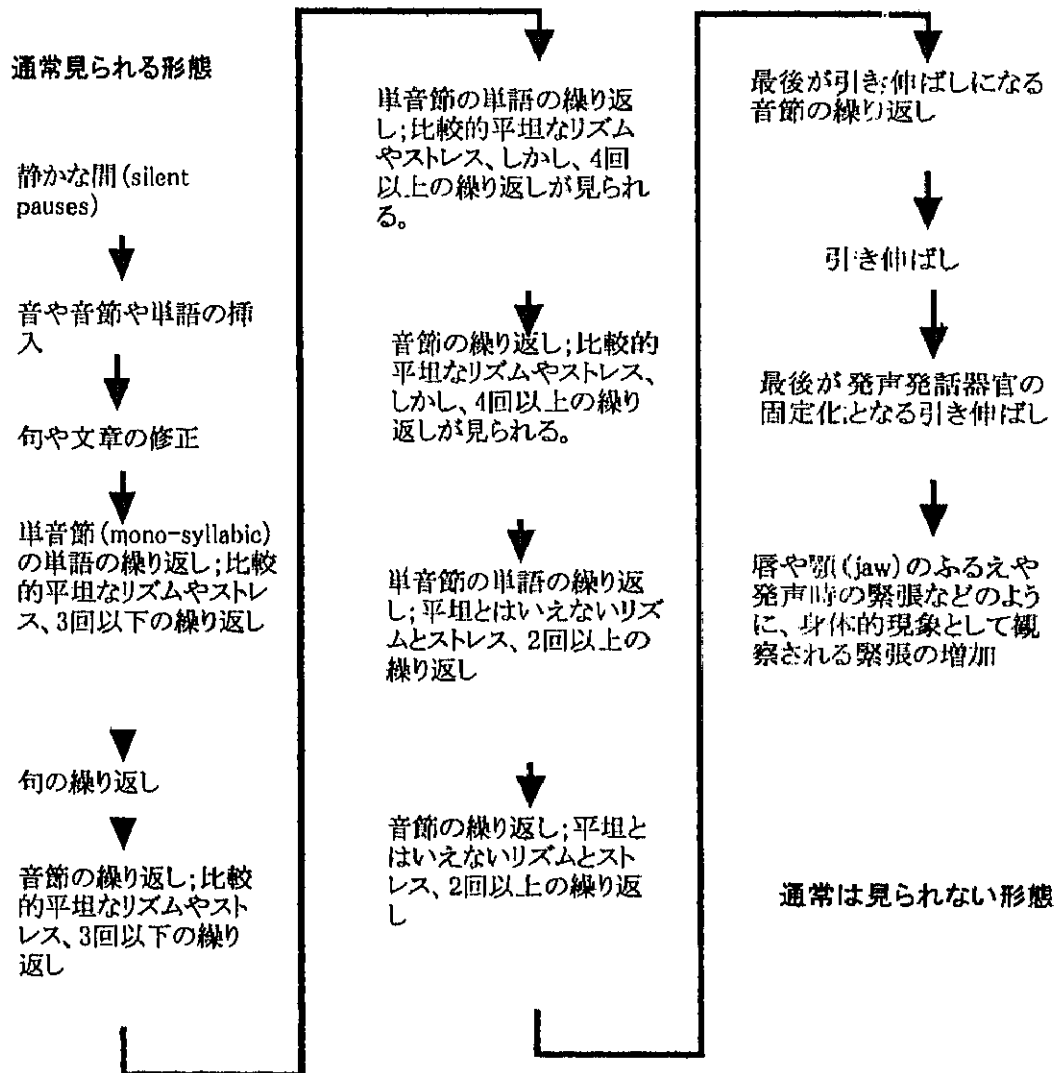 通常見られる形態
静かな間(silent
pauses)
音や音節や単語の挿
入
句や文章の修正
単音節(mono-syllabic)
の単語の繰り返し;比較
的平坦なリズムやストレ
ス、3回以下の繰り返し
句の繰り返し
音節の繰り返し;比較
的平坦なリズムやスト
レス、3回以下の繰り
返し
単音節の単語の繰り返
し;比較的平坦なリズム
やストレス、しかし、4回
以上の繰り返しが見られ
る。
音節の繰り返し;比較的
平坦なリズムやストレス、
しかし、4回以上の繰り
返しが見られる。
単音節の単語の繰り返
し;平坦とはいえないリズ
ムとストレス、2回以上の
繰り返し
音節の繰り返し;平坦と
はいえないリズムとスト
レス、2回以上の繰り返
し
最後が引き伸ばしになる
音節の繰り返し
引き伸ばし
最後が発声発話器官の
固定化となる引き伸ばし
唇や顎(jaw)のふるえや
発声時の緊張などのよう
に、身体的現象として観
察される緊張の増加
通常は見られない形態